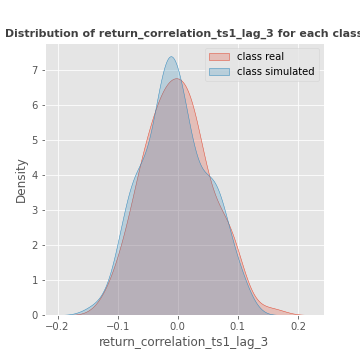 Distribution of return_correlation_ts1_lag_3 for each class
class real
class simulated
7
6
5
4
3
2
1
0
Density
−0.2 −0.1 0.0 0.1 0.2
return_correlation_ts1_lag_3